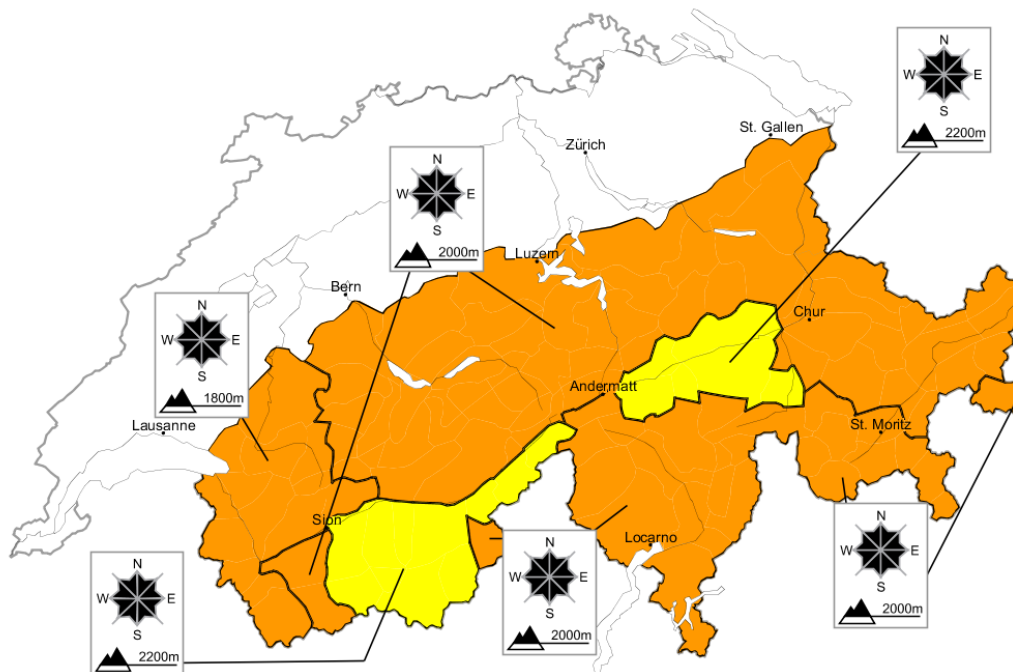 N
W E
S
2200m
St. Gallen
Zürich
N
W E
S
2000m
Luzern
Bern
N
W E
S
1800m
Chur
Andermatt
Lausanne
St. Moritz
Sion
Locarno
N
W E
S
2000m
N
W E
S
2000m
N
W E
S
2200m